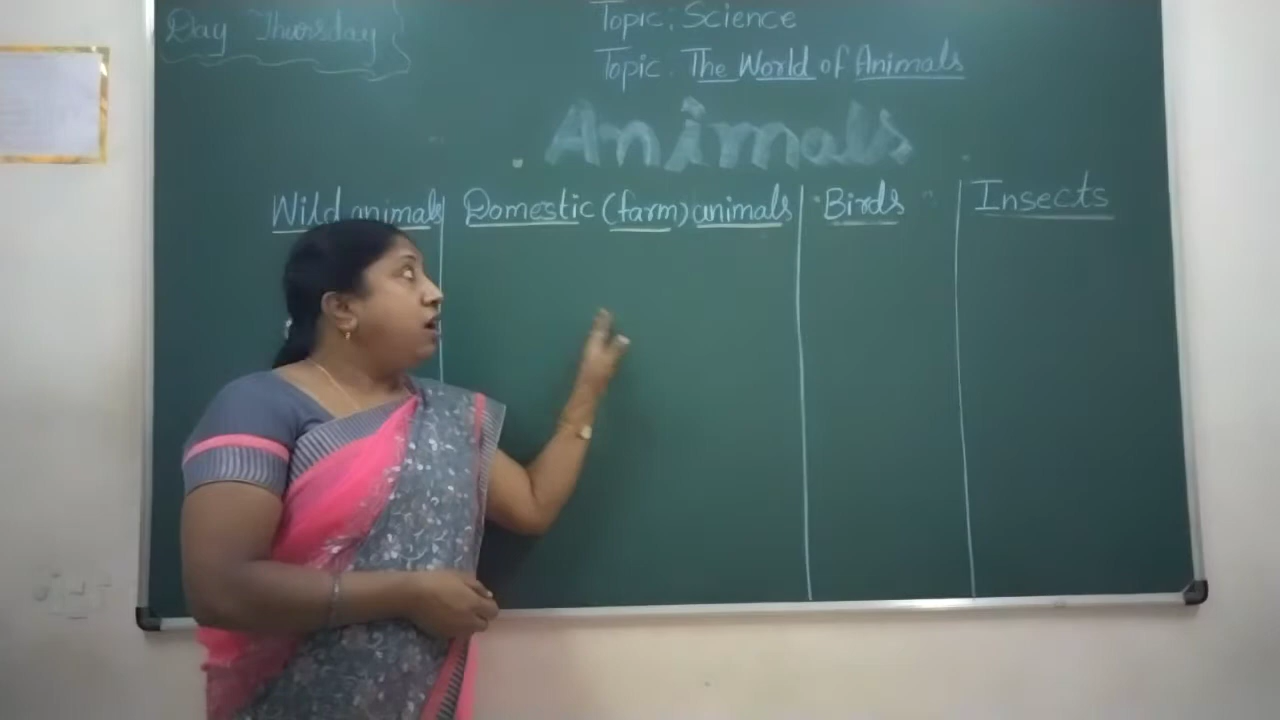 Day Thursday
Topic: Science
Topic: The World of Animals
Animals
Wild animals Domestic (farm) animals Birds Insects